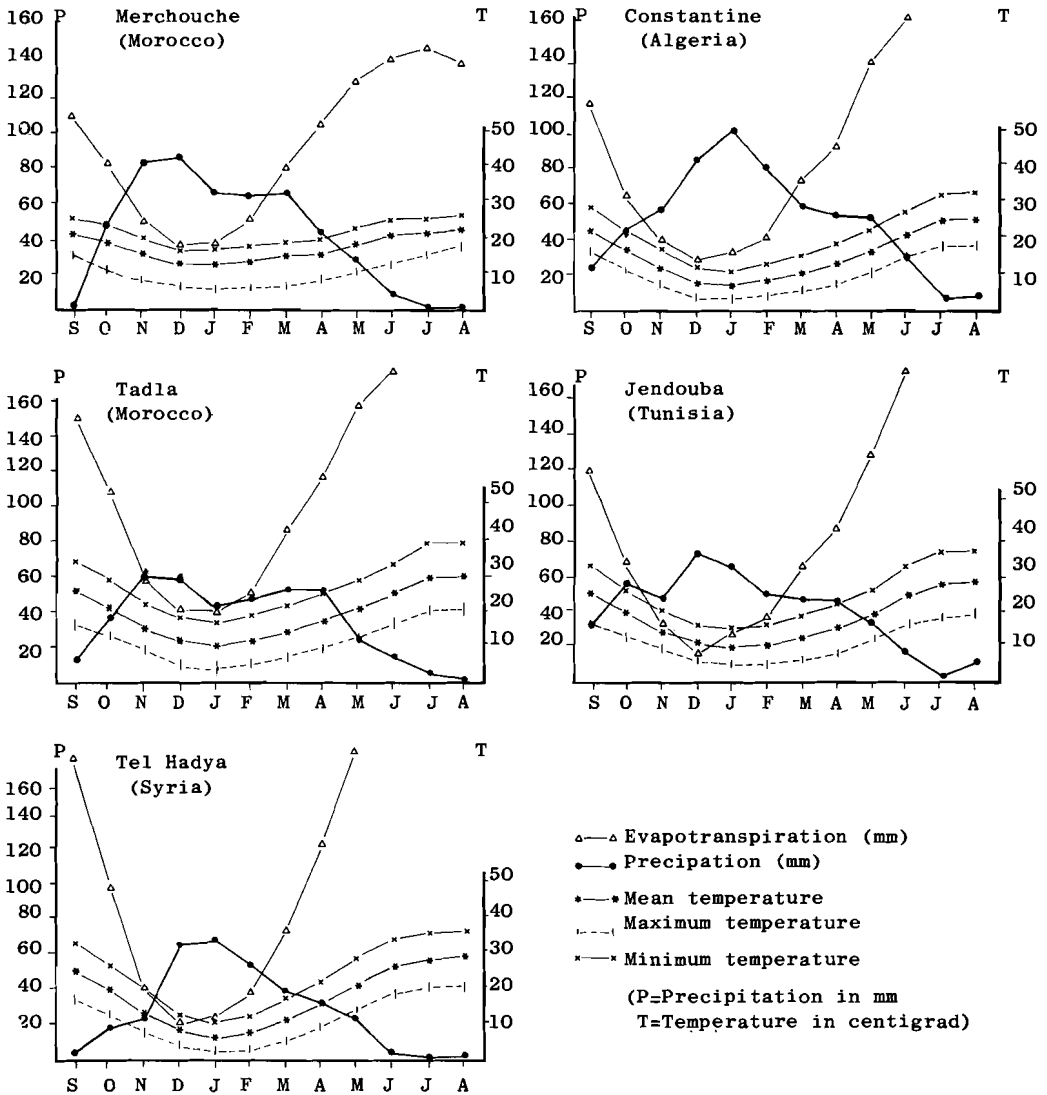 P Merchouche T
(Morocco)
160
140
120
100
80
60
40
20
50
40
30
20
10
S O N D J F M A M J J A
P Constantine T
(Algeria)
160
140
120
100
80
60
40
20
50
40
30
20
10
S O N D J F M A M J J A
P Tadla T
(Morocco)
160
140
120
100
80
60
40
20
50
40
30
20
10
S O N D J F M A M J J A
P Jendouba T
(Tunisia)
160
140
120
100
80
60
40
20
50
40
30
20
10
S O N D J F M A M J J A
P Tel Hadya T
(Syria)
160
140
120
100
80
60
40
20
50
40
30
20
10
S O N D J F M A M J J A
Evapotranspiration (mm)
Precipation (mm)
Mean temperature
Maximum temperature
Minimum temperature
(P=Precipitation in mm
T=Temperature in centigrad)